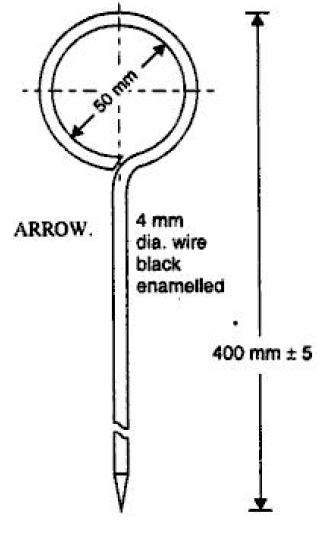 50 mm
ARROW.
4 mm
dia. wire
black
enamelled
400 mm ± 5